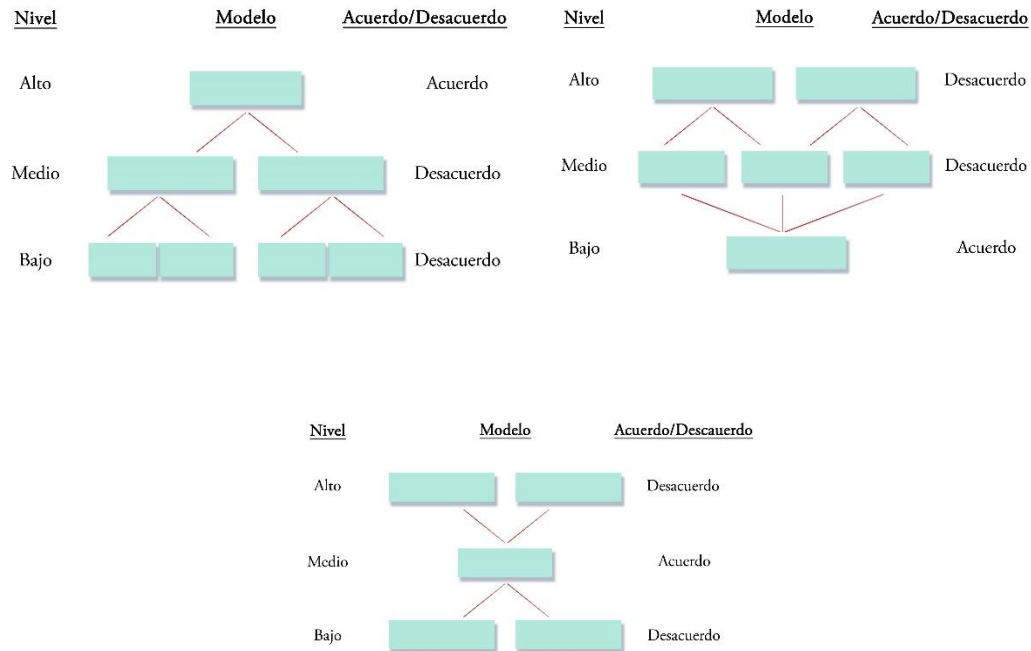 Nivel Modelo Acuerdo/Desacuerdo
Alto Acuerdo
Medio Desacuerdo
Bajo Desacuerdo
Nivel Modelo Acuerdo/Desacuerdo
Alto Desacuerdo
Medio Desacuerdo
Bajo Acuerdo
Nivel Modelo Acuerdo/Descauerdo
Alto Desacuerdo
Medio Acuerdo
Bajo Desacuerdo